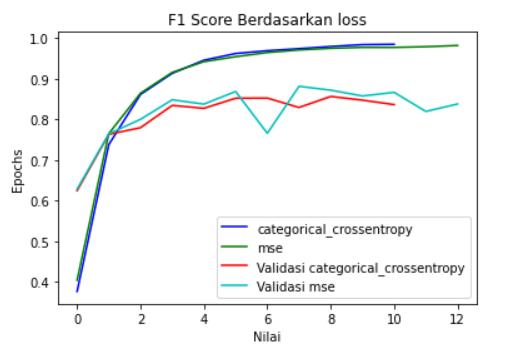 F1 Score Berdasarkan loss
1.0
0.9
0.8
0.7
0.6
0.5
0.4
Epochs
categorical_crossentropy
mse
Validasi categorical_crossentropy
Validasi mse
0 2 4 6 8 10 12
Nilai